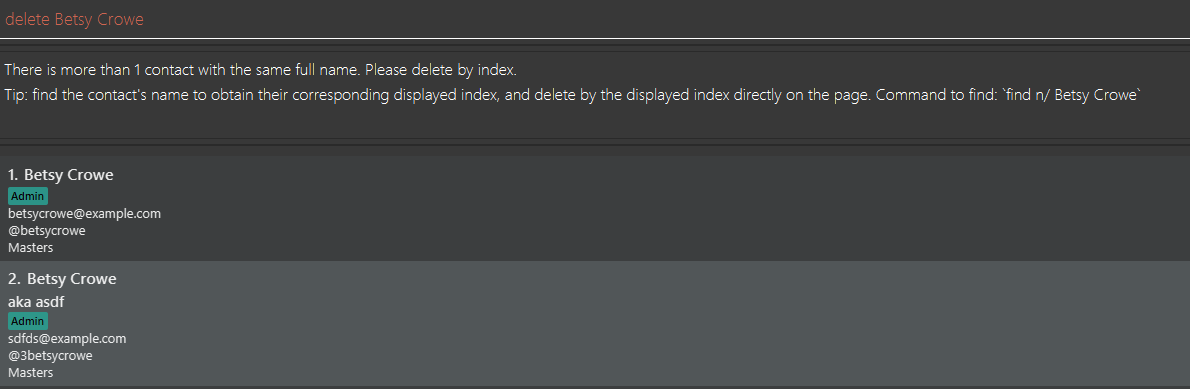 delete Betsy Crowe
There is more than 1 contact with the same full name. Please delete by index.
Tip: find the contact's name to obtain their corresponding displayed index, and delete by the displayed index directly on the page. Command to find: `find n/ Betsy Crowe`
1. Betsy Crowe
Admin
betsycrowe@example.com
@betsycrowe
Masters
2. Betsy Crowe
aka asdf
Admin
sdfds@example.com
@3betsycrowe
Masters